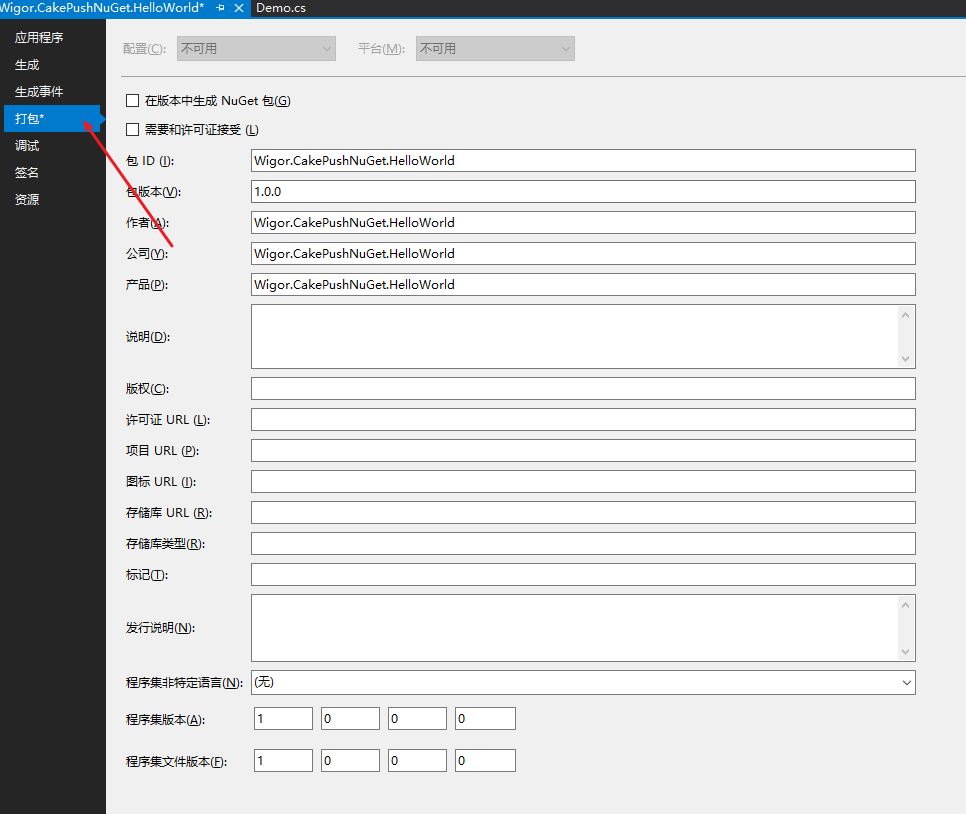 Wigor.CakePushNuGet.HelloWorld* Demo.cs
应用程序
生成
生成事件
打包*
调试
签名
资源
配置(C): 不可用 平台(M): 不可用
在版本中生成 NuGet 包(G)
需要和许可证接受 (L)
包 ID (I): Wigor.CakePushNuGet.HelloWorld
包版本(V): 1.0.0
作者(A): Wigor.CakePushNuGet.HelloWorld
公司(Y): Wigor.CakePushNuGet.HelloWorld
产品(P): Wigor.CakePushNuGet.HelloWorld
说明(D):
版权(C):
许可证 URL (L):
项目 URL (P):
图标 URL (I):
存储库 URL (R):
存储库类型(R):
标记(T):
发行说明(N):
程序集非特定语言(N): (无)
程序集版本(A): 1 0 0 0
程序集文件版本(F): 1 0 0 0